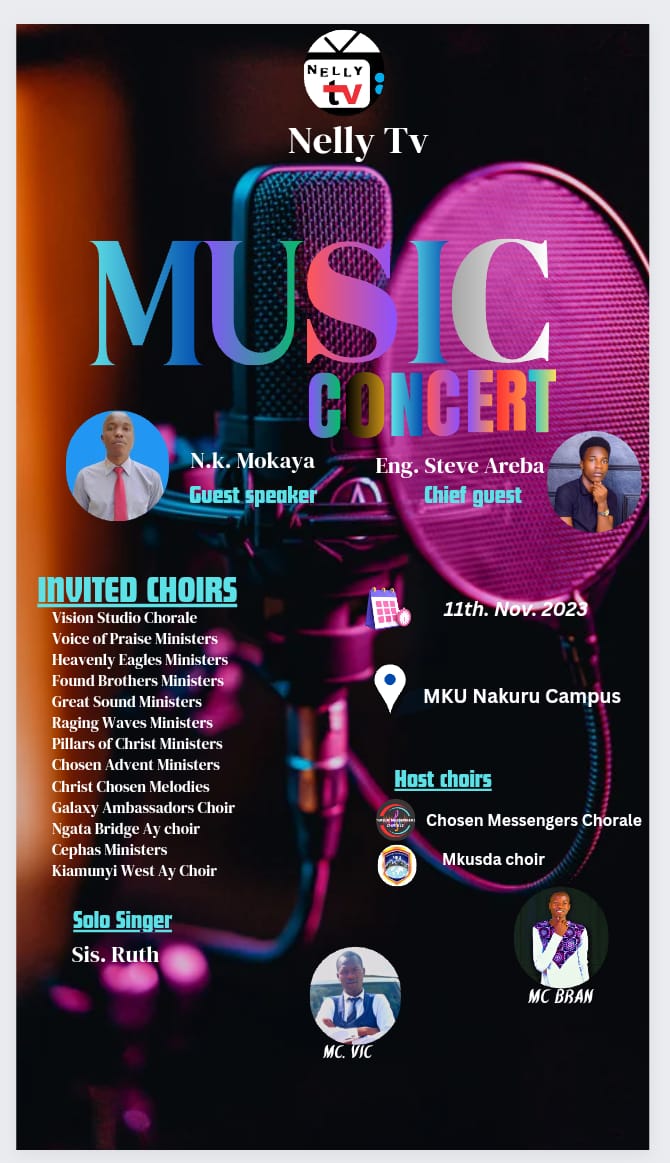 NELLY
tv
Nelly Tv
MUSIC
CONCERT
N.k. Mokaya
Guest speaker
Eng. Steve Areba
Chief guest
INVITED CHOIRS
Vision Studio Chorale
Voice of Praise Ministers
Heavenly Eagles Ministers
Found Brothers Ministers
Great Sound Ministers
Raging Waves Ministers
Pillars of Christ Ministers
Chosen Advent Ministers
Christ Chosen Melodies
Galaxy Ambassadors Choir
Ngata Bridge Ay choir
Cephas Ministers
Kiamunyi West Ay Choir
Solo Singer
Sis. Ruth
11th. Nov. 2023
MKU Nakuru Campus
Host choirs
Chosen Messengers Chorale
Mkusda choir
MC BRAN
MC. VIC